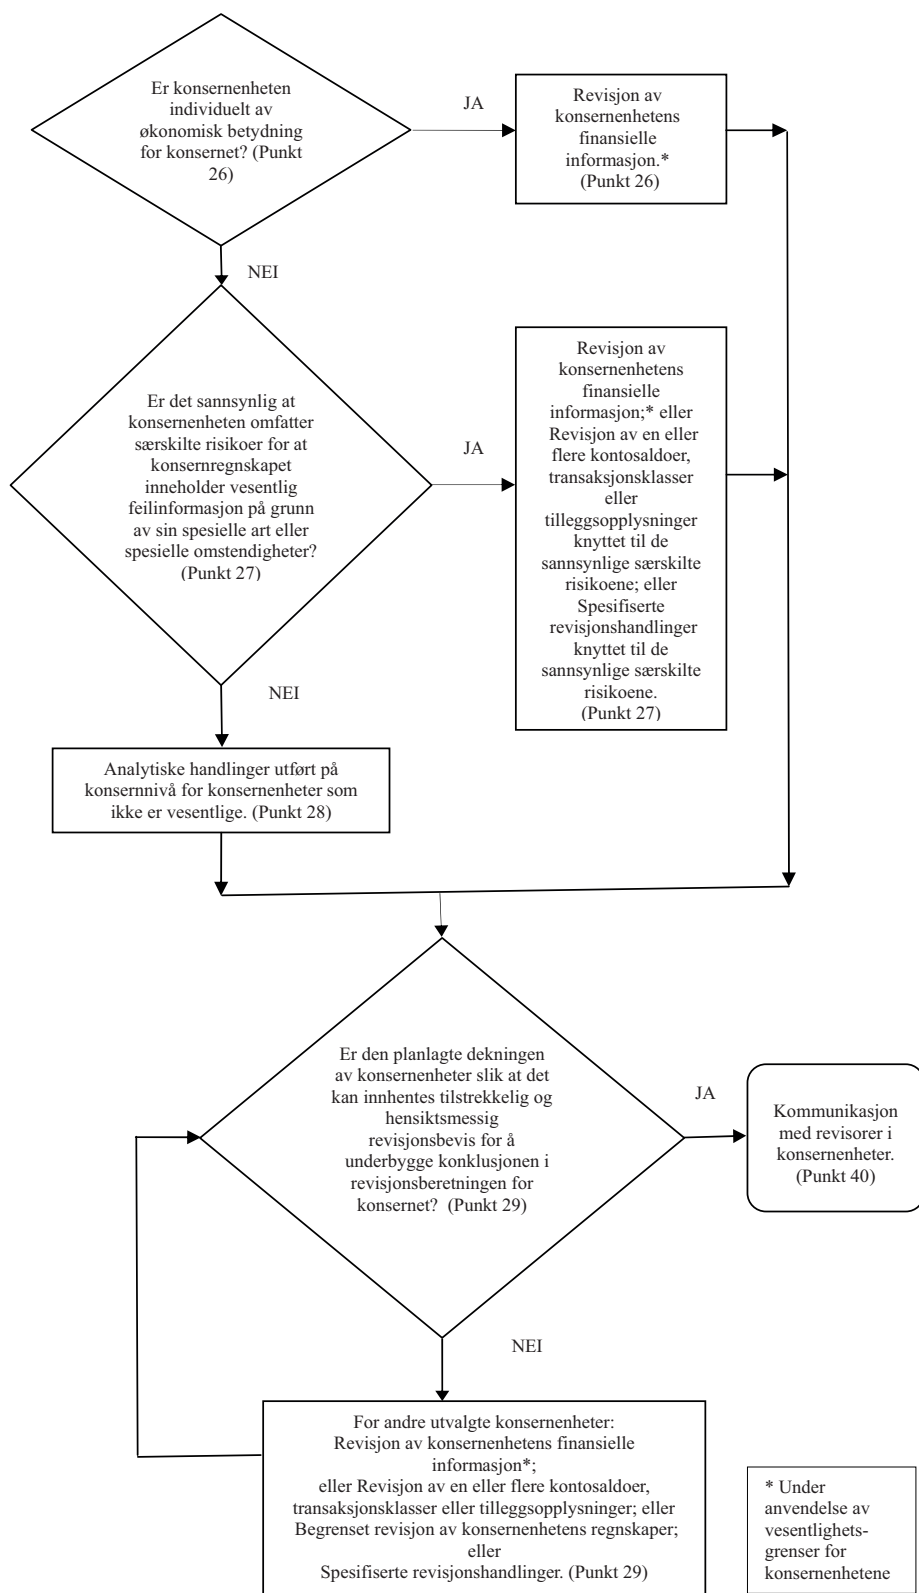 Er konsernenheten
individuelt av
økonomisk betydning
for konsernet? (Punkt
26)
JA
Revisjon av
konsernenhetens
finansielle
informasjon.*
(Punkt 26)
NEI
Er det sannsynlig at
konsernenheten omfatter
særskilte risikoer for at
konsernregnskapet
inneholder vesentlig
feilinformasjon på grunn
av sin spesielle art eller
spesielle omstendigheter?
(Punkt 27)
JA
Revisjon av
konsernenhetens
finansielle
informasjon;* eller
Revisjon av en eller
flere kontosaldoer,
transaksjonsklasser
eller
tilleggsopplysninger
knyttet til de
sannsynlige særskilte
risikoene; eller
Spesifiserte
revisjonshandlinger
knyttet til de
sannsynlige særskilte
risikoene.
(Punkt 27)
NEI
Analytiske handlinger utført på
konsernnivå for konsernenheter som
ikke er vesentlige. (Punkt 28)
Er den planlagte dekningen
av konsernenheter slik at det
kan innhentes tilstrekkelig og
hensiktsmessig
revisjonsbevis for å
underbygge konklusjonen i
revisjonsberetningen for
konsernet? (Punkt 29)
JA
Kommunikasjon
med revisorer i
konsernenheter.
(Punkt 40)
NEI
For andre utvalgte konsernenheter:
Revisjon av konsernenhetens finansielle
informasjon*;
eller Revisjon av en eller flere kontosaldoer,
transaksjonsklasser eller tilleggsopplysninger; eller
Begrenset revisjon av konsernenhetens regnskaper;
eller
Spesifiserte revisjonshandlinger. (Punkt 29)
* Under
anvendelse av
vesentlighets-
grenser for
konsernenhetene